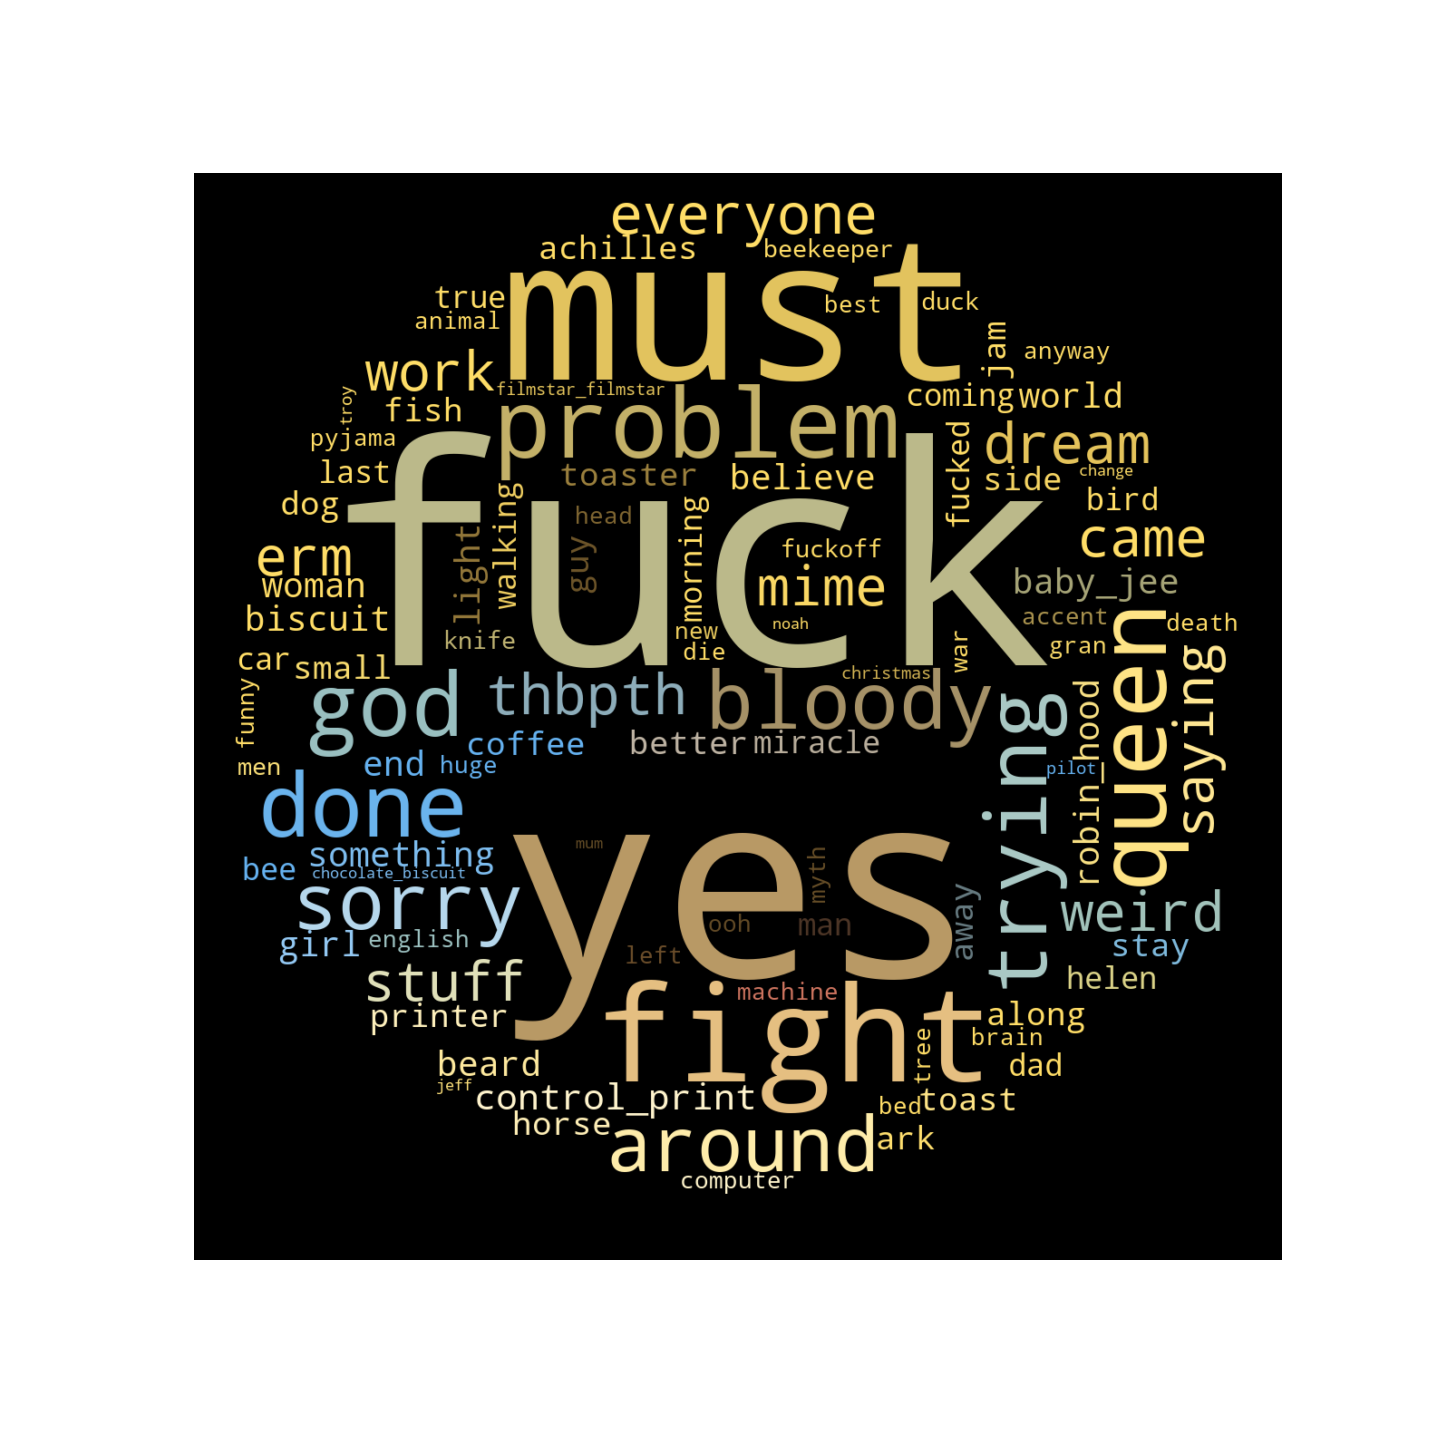 everyone
achilles
beekeeper
must
true
best
duck
animal
jam
anyway
work
filmstar_filmstar
coming
world
troy
fish
problem
pyjama
fucked
dream
last
toaster
believe
side
change
dog
fuck
walking
head
morning
bird
erm
light
guy
fuckoff
came
woman
mime
baby_jee
biscuit
knife
new
noah
accent
death
die
war
gran
car
small
christmas
queen
saying
funny
god
thbpth
bloody
robin_hood
trying
coffee
better
miracle
men
end
huge
pilot
done
yes
mum
something
myth
bee
chocolate_biscuit
sorry
away
weird
girl
english
ooh
man
stay
left
stuff
machine
helen
printer
fight
along
tree
brain
beard
dad
jeff
control_print
bed
toast
horse
around
ark
computer